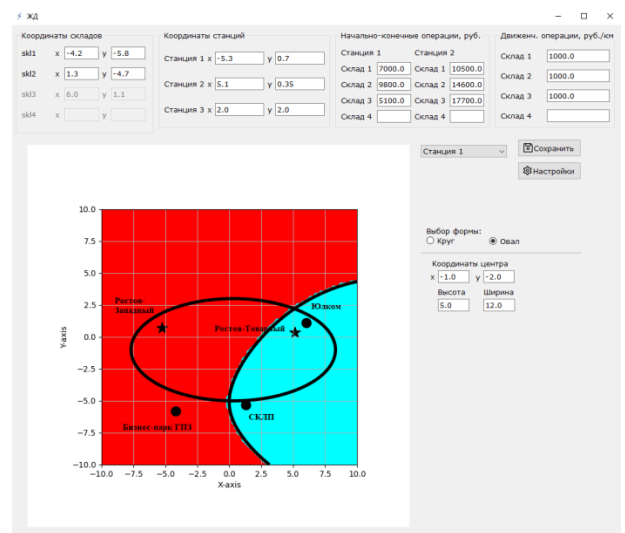 ЖД
Координаты складов
skl1 x -4.2 y -5.8
skl2 x 1.3 y -4.7
skl3 x 6.0 y 1.1
skl4 x y
Координаты станций
Станция 1 x -5.3 y 0.7
Станция 2 x 5.1 y 0.35
Станция 3 x 2.0 y 2.0
Начально-конечные операции, руб.
Станция 1 Станция 2
Склад 1 7000.0 Склад 1 10500.0
Склад 2 9800.0 Склад 2 14600.0
Склад 3 5100.0 Склад 3 17700.0
Склад 4 Склад 4
Движенч. операции, руб./км
Склад 1 1000.0
Склад 2 1000.0
Склад 3 1000.0
Склад 4
Станция 1
Сохранить
Настройки
Выбор формы:
Круг Овал
Координаты центра
x -1.0 y -2.0
Высота Ширина
5.0 12.0
10.0
7.5
5.0
2.5
0.0
−2.5
−5.0
−7.5
−10.0
Y-axis
Ростов-
Западный
Ростов-Товарный
Юлком
СКЛП
Бизнес-парк ГПЗ
−10.0 −7.5 −5.0 −2.5 0.0 2.5 5.0 7.5 10.0
X-axis